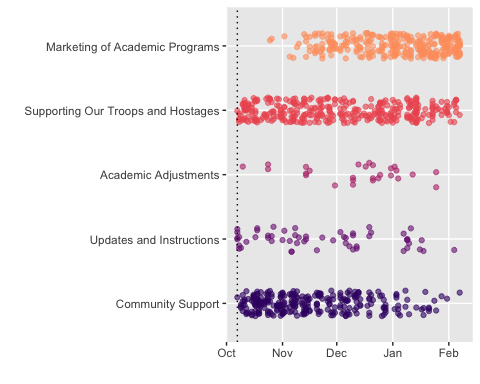 Marketing of Academic Programs
Supporting Our Troops and Hostages
Academic Adjustments
Updates and Instructions
Community Support
Oct Nov Dec Jan Feb